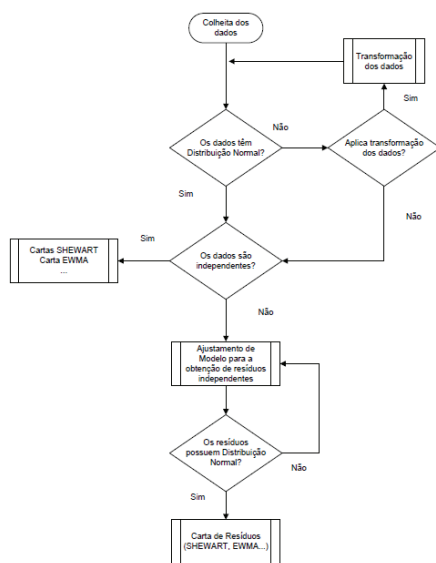 Colheita dos
dados
Transformação
dos dados
Sim
Não
Os dados têm
Distribuição Normal?
Aplica transformação
dos dados?
Sim
Não
Sim
Cartas SHEWART
Carta EWMA
...
Os dados são
independentes?
Não
Ajustamento de
Modelo para a
obtenção de resíduos
independentes
Os resíduos
possuem Distribuição
Normal?
Não
Sim
Carta de Resíduos
(SHEWART, EWMA...)